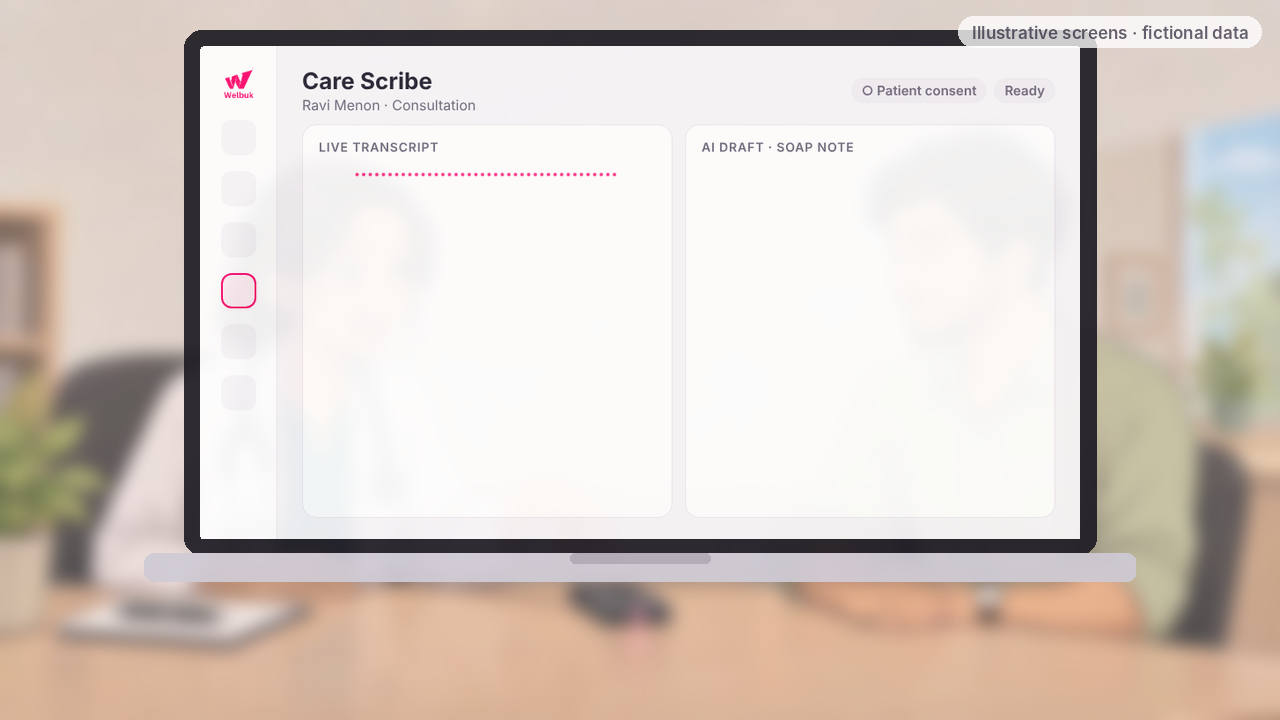 Illustrative screens · fictional data
Welbuk
Care Scribe
Ravi Menon · Consultation
Patient consent
Ready
LIVE TRANSCRIPT
AI DRAFT · SOAP NOTE